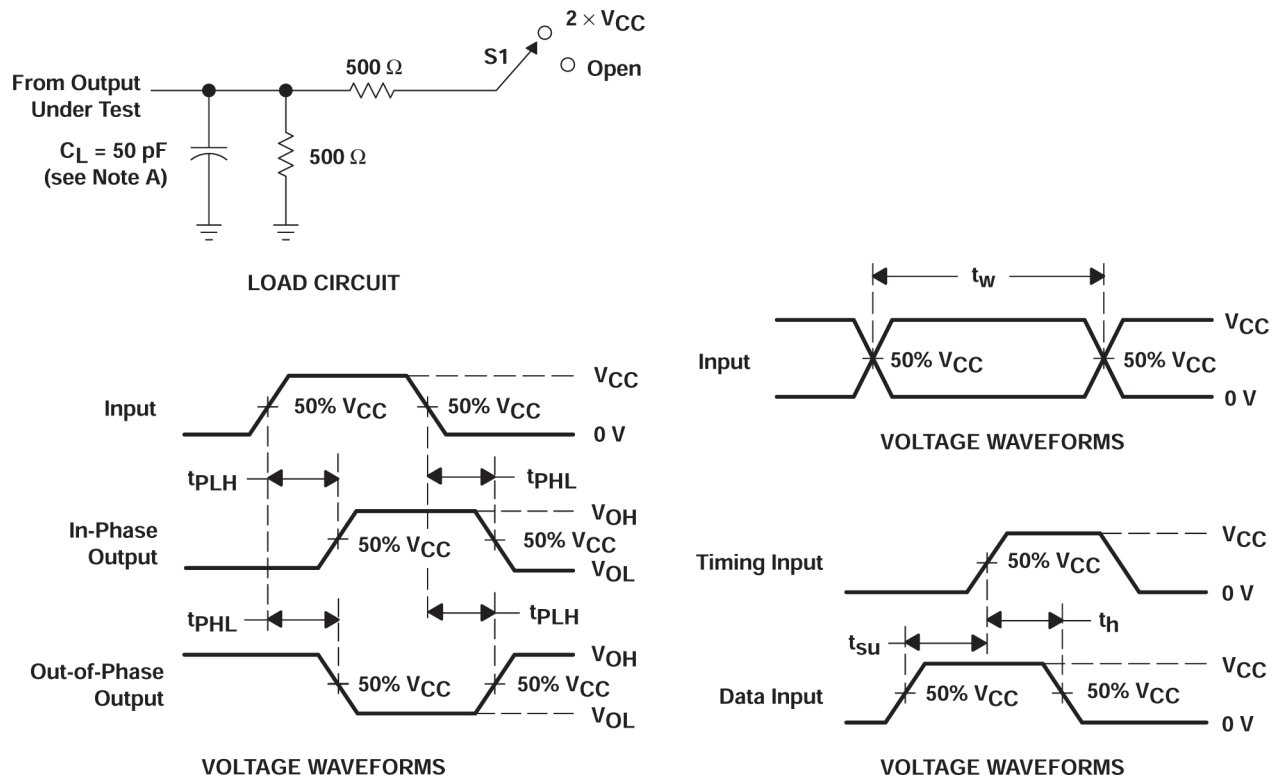 2 × VCC
S1
Open
500 Ω
From Output
Under Test
CL = 50 pF
(see Note A)
500 Ω
LOAD CIRCUIT
tw
VCC
Input
50% VCC
50% VCC
0 V
VOLTAGE WAVEFORMS
VCC
Input
50% VCC
50% VCC
0 V
tPLH
tPHL
VOH
In-Phase
Output
50% VCC
50% VCC
VOL
tPHL
tPLH
VOH
Out-of-Phase
Output
50% VCC
50% VCC
VOL
VOLTAGE WAVEFORMS
VCC
Timing Input
50% VCC
0 V
th
tsu
VCC
Data Input
50% VCC
50% VCC
0 V
VOLTAGE WAVEFORMS